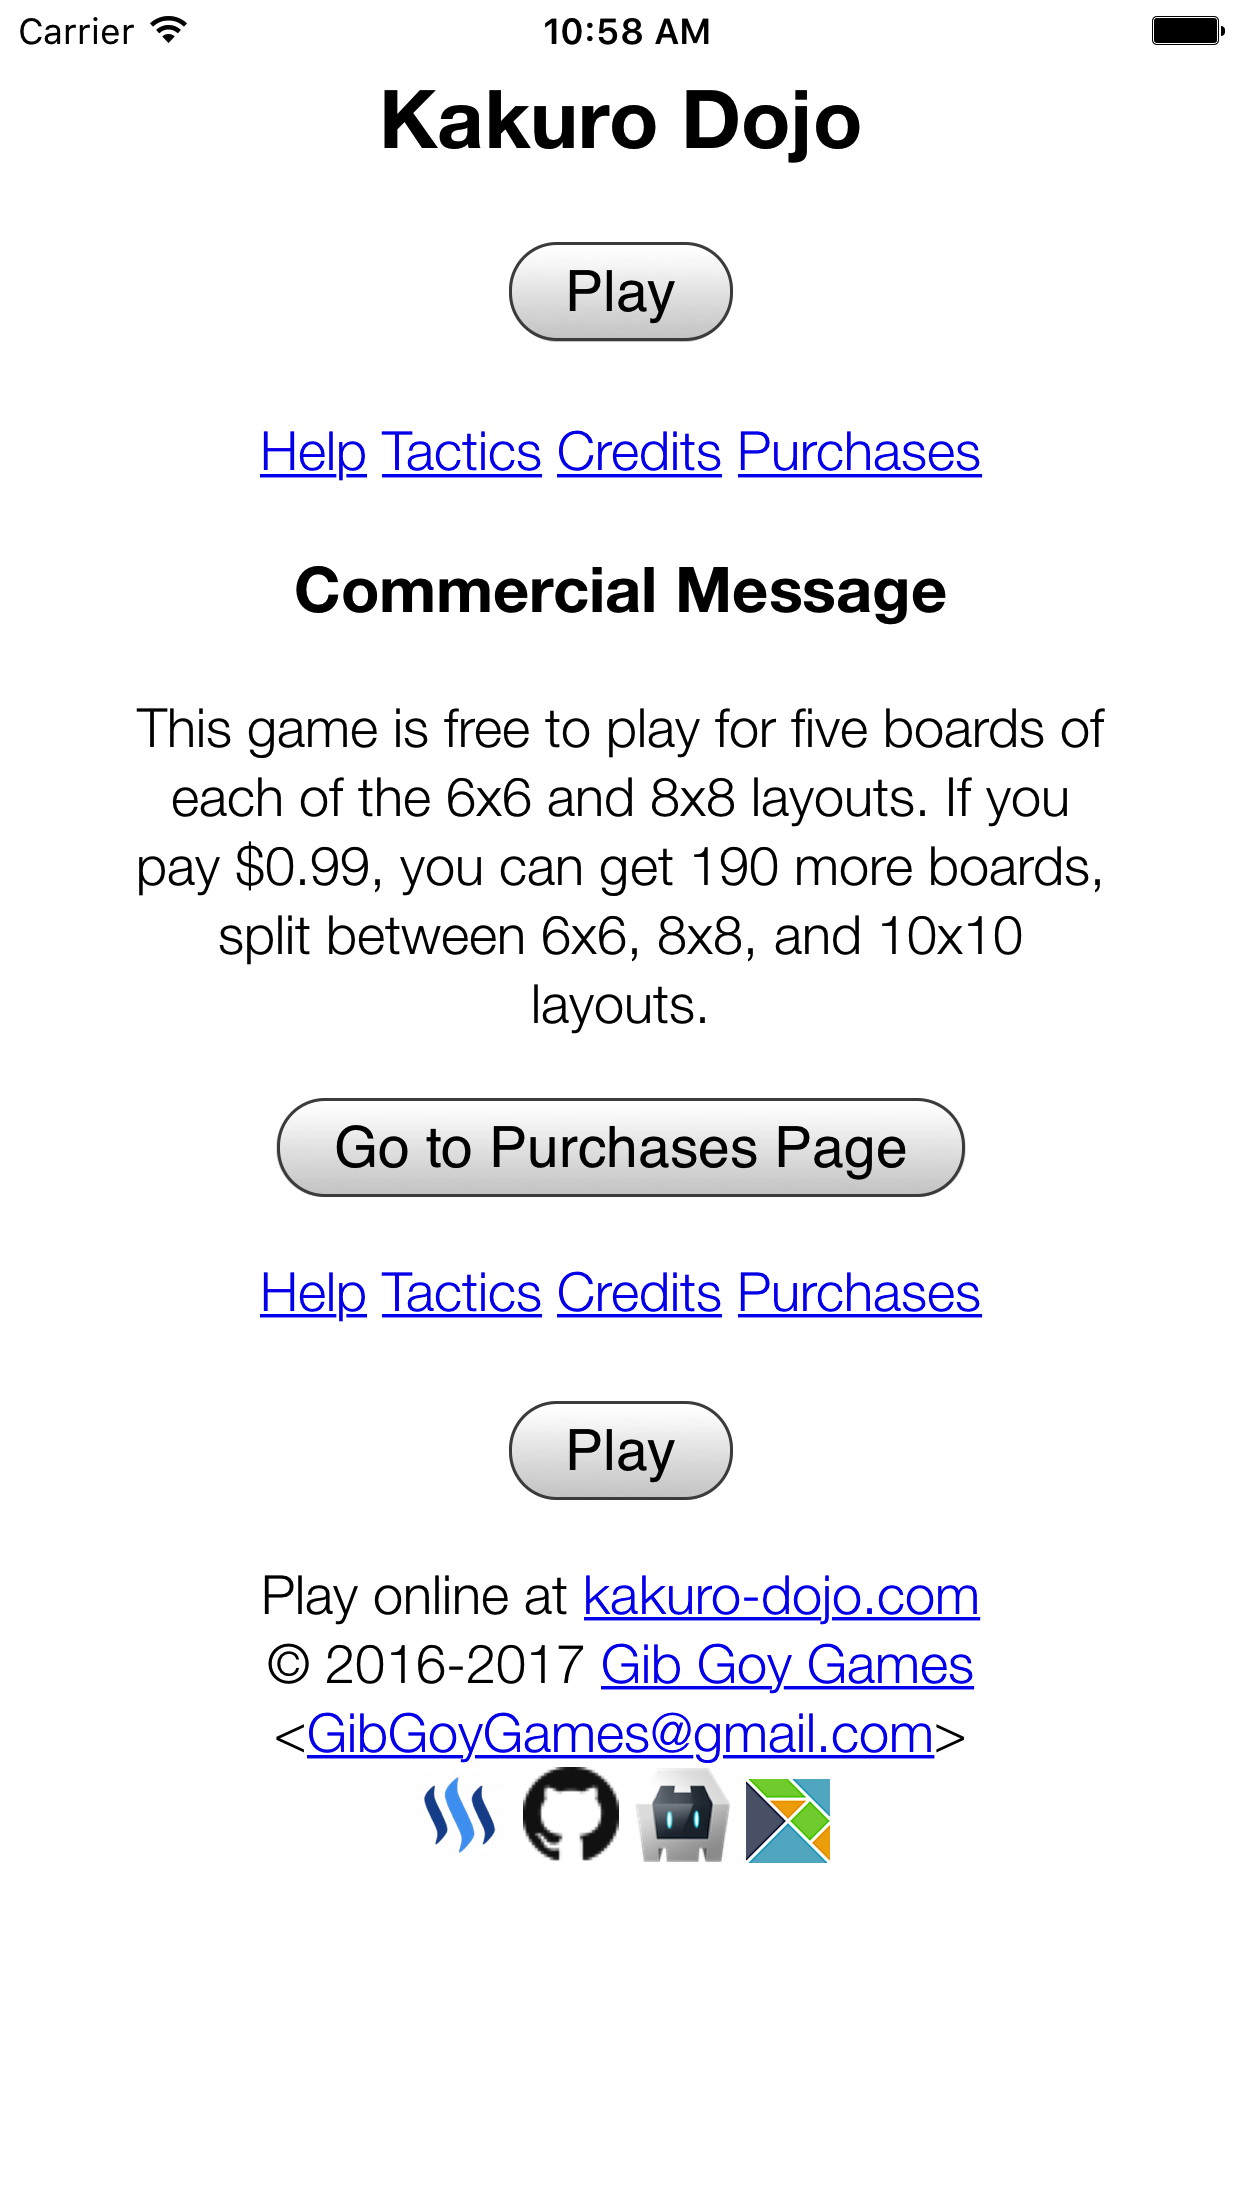 Carrier 10:58 AM
Kakuro Dojo
Play
Help Tactics Credits Purchases
Commercial Message
This game is free to play for five boards of
each of the 6x6 and 8x8 layouts. If you
pay $0.99, you can get 190 more boards,
split between 6x6, 8x8, and 10x10
layouts.
Go to Purchases Page
Help Tactics Credits Purchases
Play
Play online at kakuro-dojo.com
© 2016-2017 Gib Goy Games
<GibGoyGames@gmail.com>